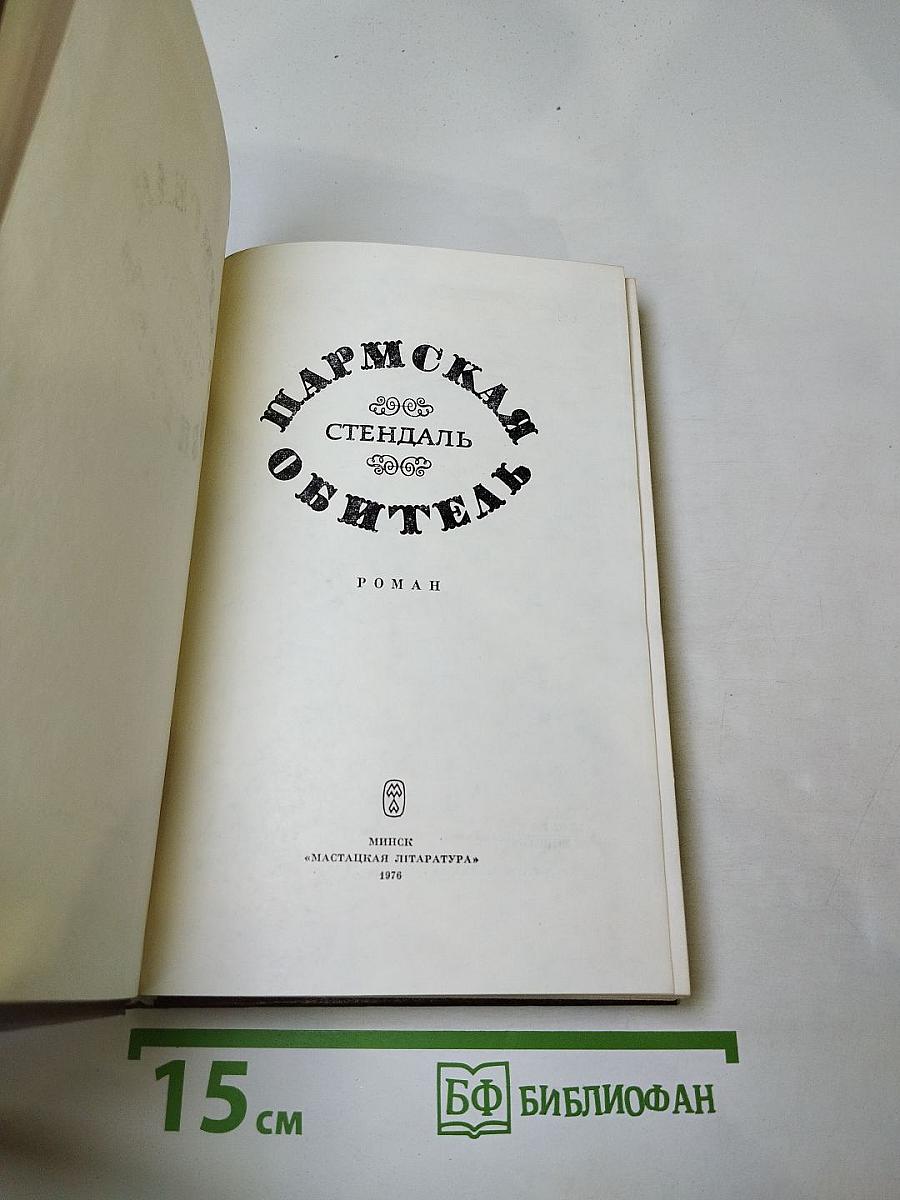 ПАРМСКАЯ
СТЕНДАЛЬ
ОБИТЕЛЬ
РОМАН
МИНСК
«МАСТАЦКАЯ ЛІТАРАТУРА»
1976
15 см
БФ БИБЛИОФАН